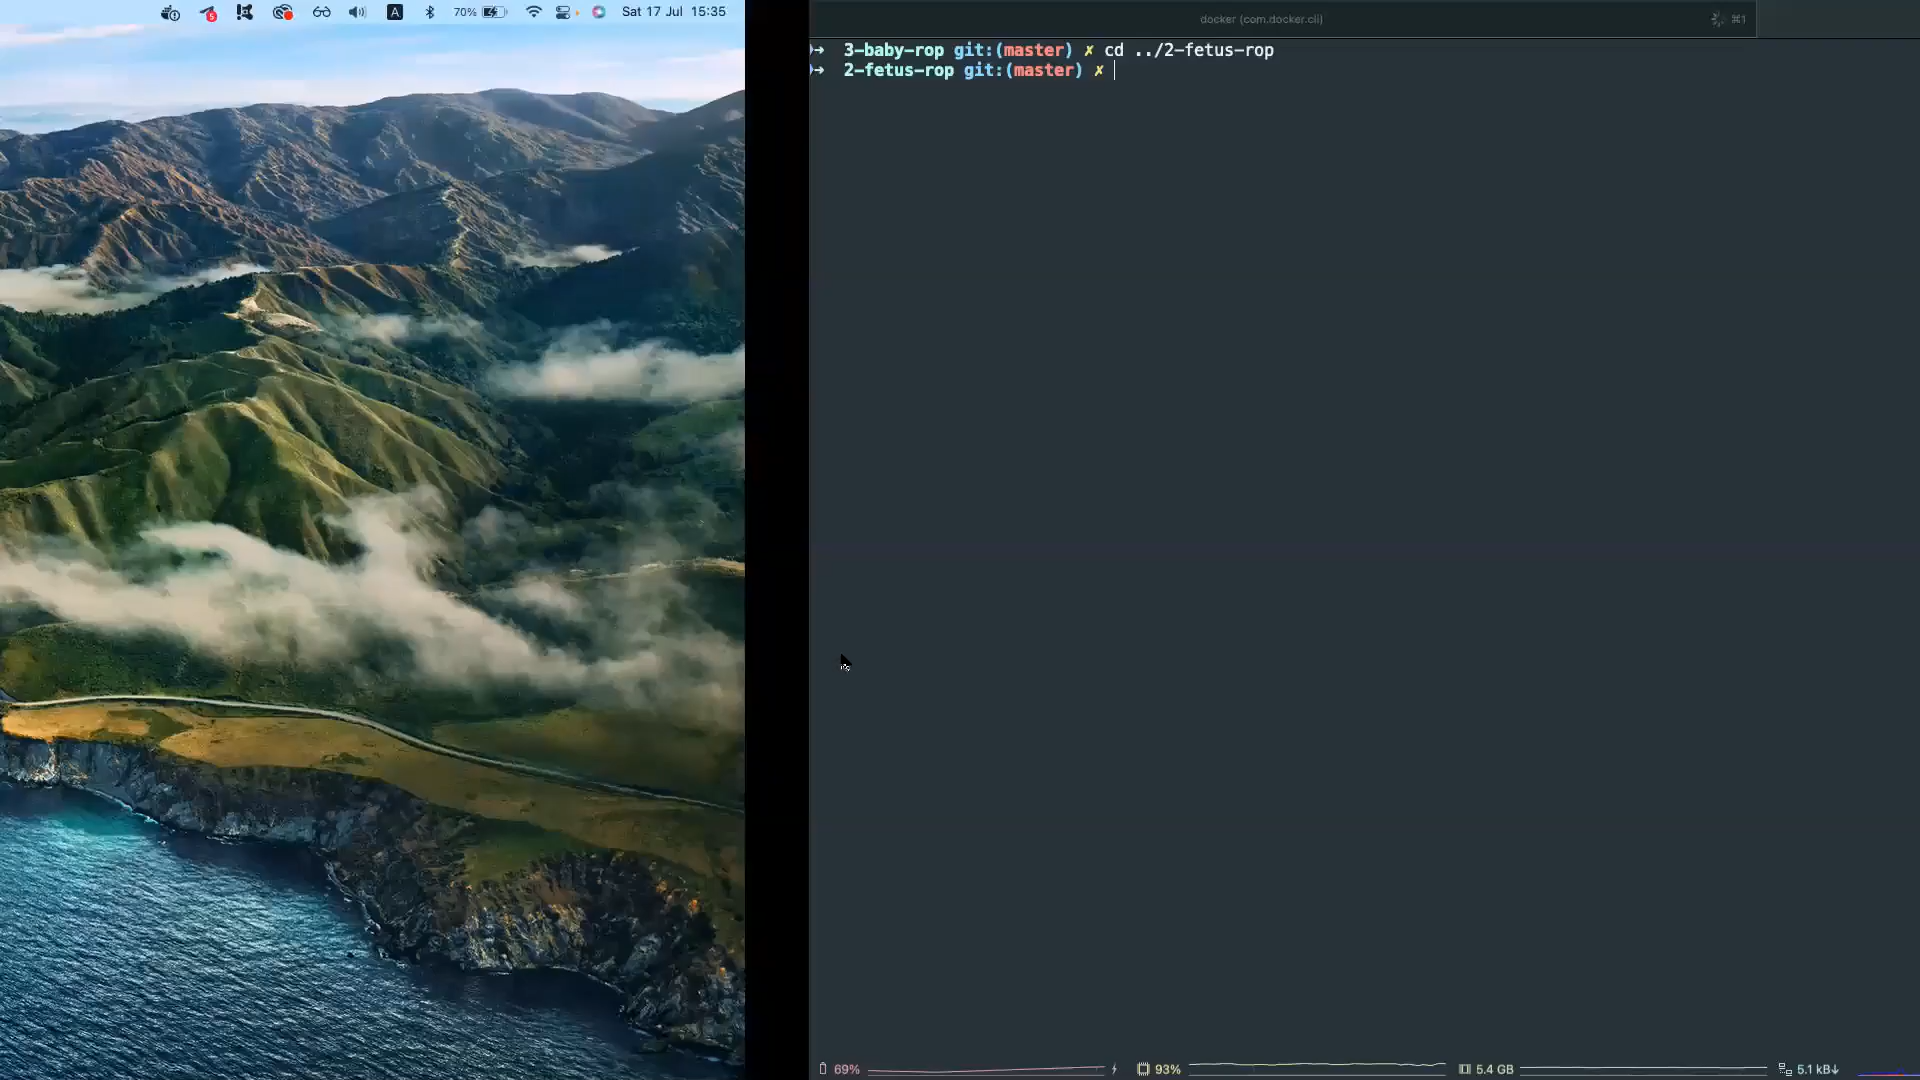 5
A
70%
Sat 17 Jul 15:35
docker (com.docker.cli)
⌘1
➜ 3-baby-rop git:(master) ✗ cd ../2-fetus-rop
➜ 2-fetus-rop git:(master) ✗
69%
93%
5.4 GB
5.1 kB↓